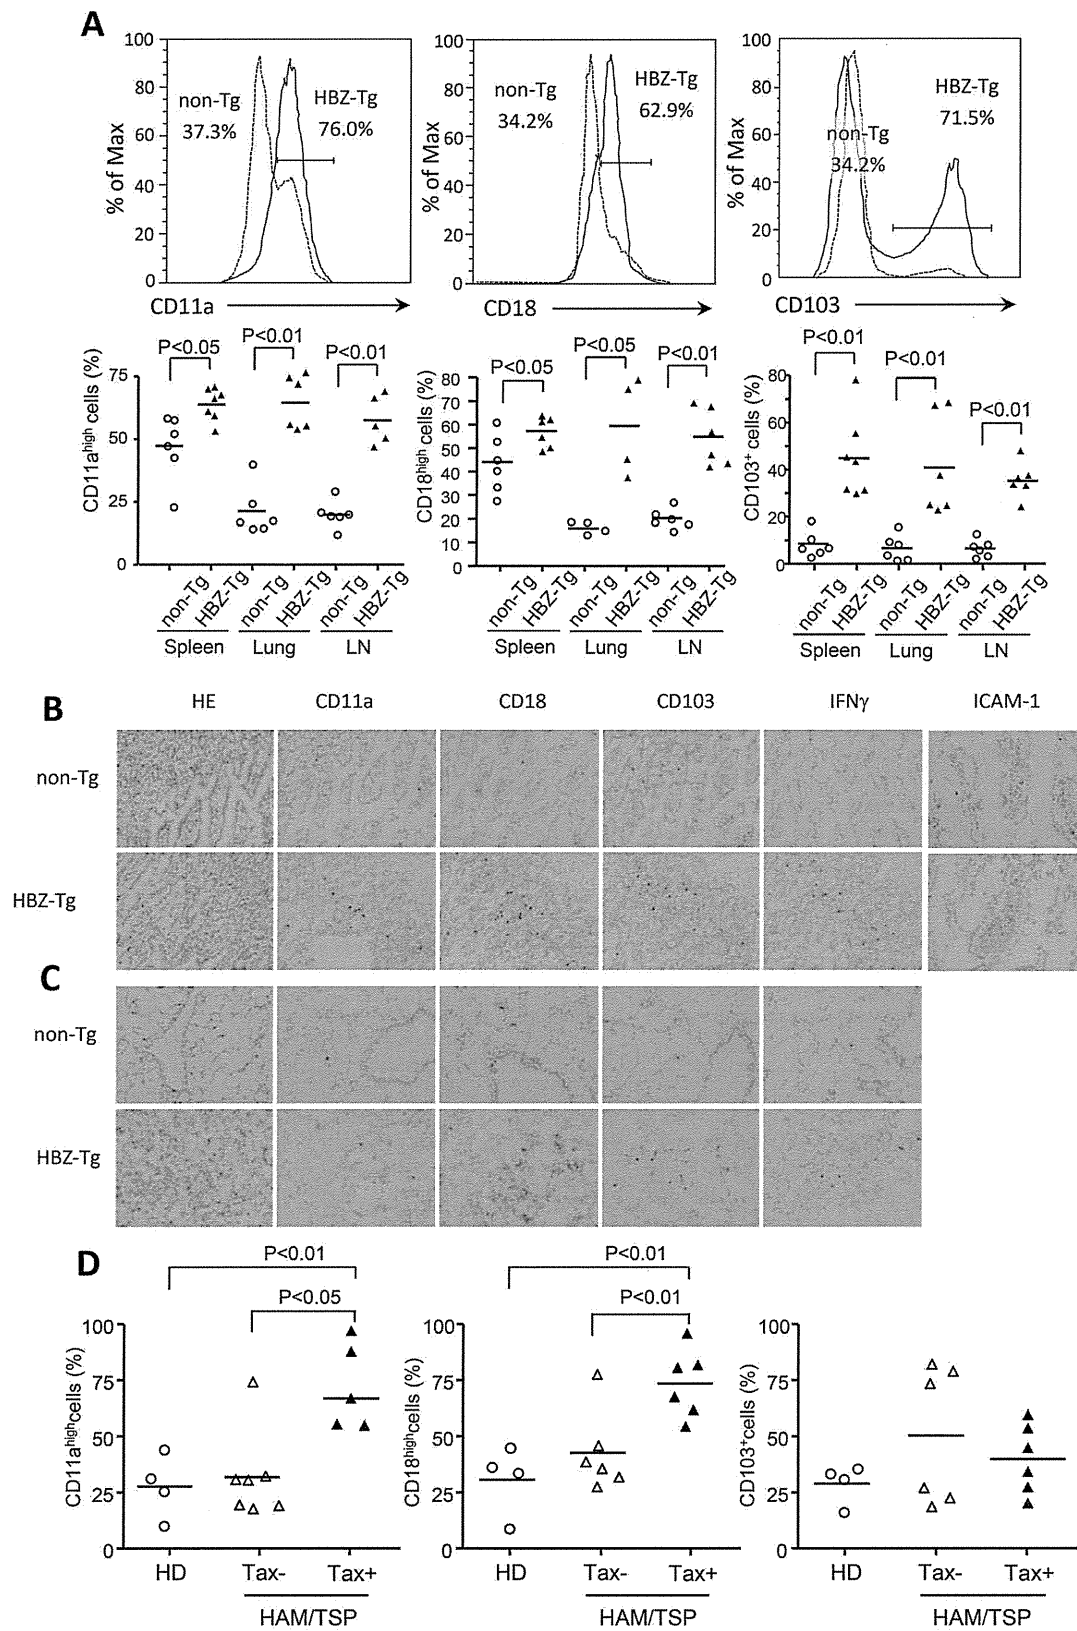 A
% of Max
100
80
60
40
20
0
non-Tg
37.3%
HBZ-Tg
76.0%
CD11a
% of Max
100
80
60
40
20
0
non-Tg
34.2%
HBZ-Tg
62.9%
CD18
% of Max
100
80
60
40
20
0
non-Tg
34.2%
HBZ-Tg
71.5%
CD103
CD11a^high cells (%)
75
50
25
0
P<0.05
P<0.01
P<0.01
non-Tg
HBZ-Tg
non-Tg
HBZ-Tg
non-Tg
HBZ-Tg
Spleen
Lung
LN
CD18^high cells (%)
80
70
60
50
40
30
20
10
0
P<0.05
P<0.05
P<0.01
non-Tg
HBZ-Tg
non-Tg
HBZ-Tg
non-Tg
HBZ-Tg
Spleen
Lung
LN
CD103^+ cells (%)
80
60
40
20
0
P<0.01
P<0.01
P<0.01
non-Tg
HBZ-Tg
non-Tg
HBZ-Tg
non-Tg
HBZ-Tg
Spleen
Lung
LN
B
HE
CD11a
CD18
CD103
IFNγ
ICAM-1
non-Tg
HBZ-Tg
C
non-Tg
HBZ-Tg
D
CD11a^high cells (%)
100
75
50
25
0
P<0.01
P<0.05
HD
Tax-
Tax+
HAM/TSP
CD18^high cells (%)
100
75
50
25
0
P<0.01
P<0.01
HD
Tax-
Tax+
HAM/TSP
CD103^+ cells (%)
100
75
50
25
0
HD
Tax-
Tax+
HAM/TSP